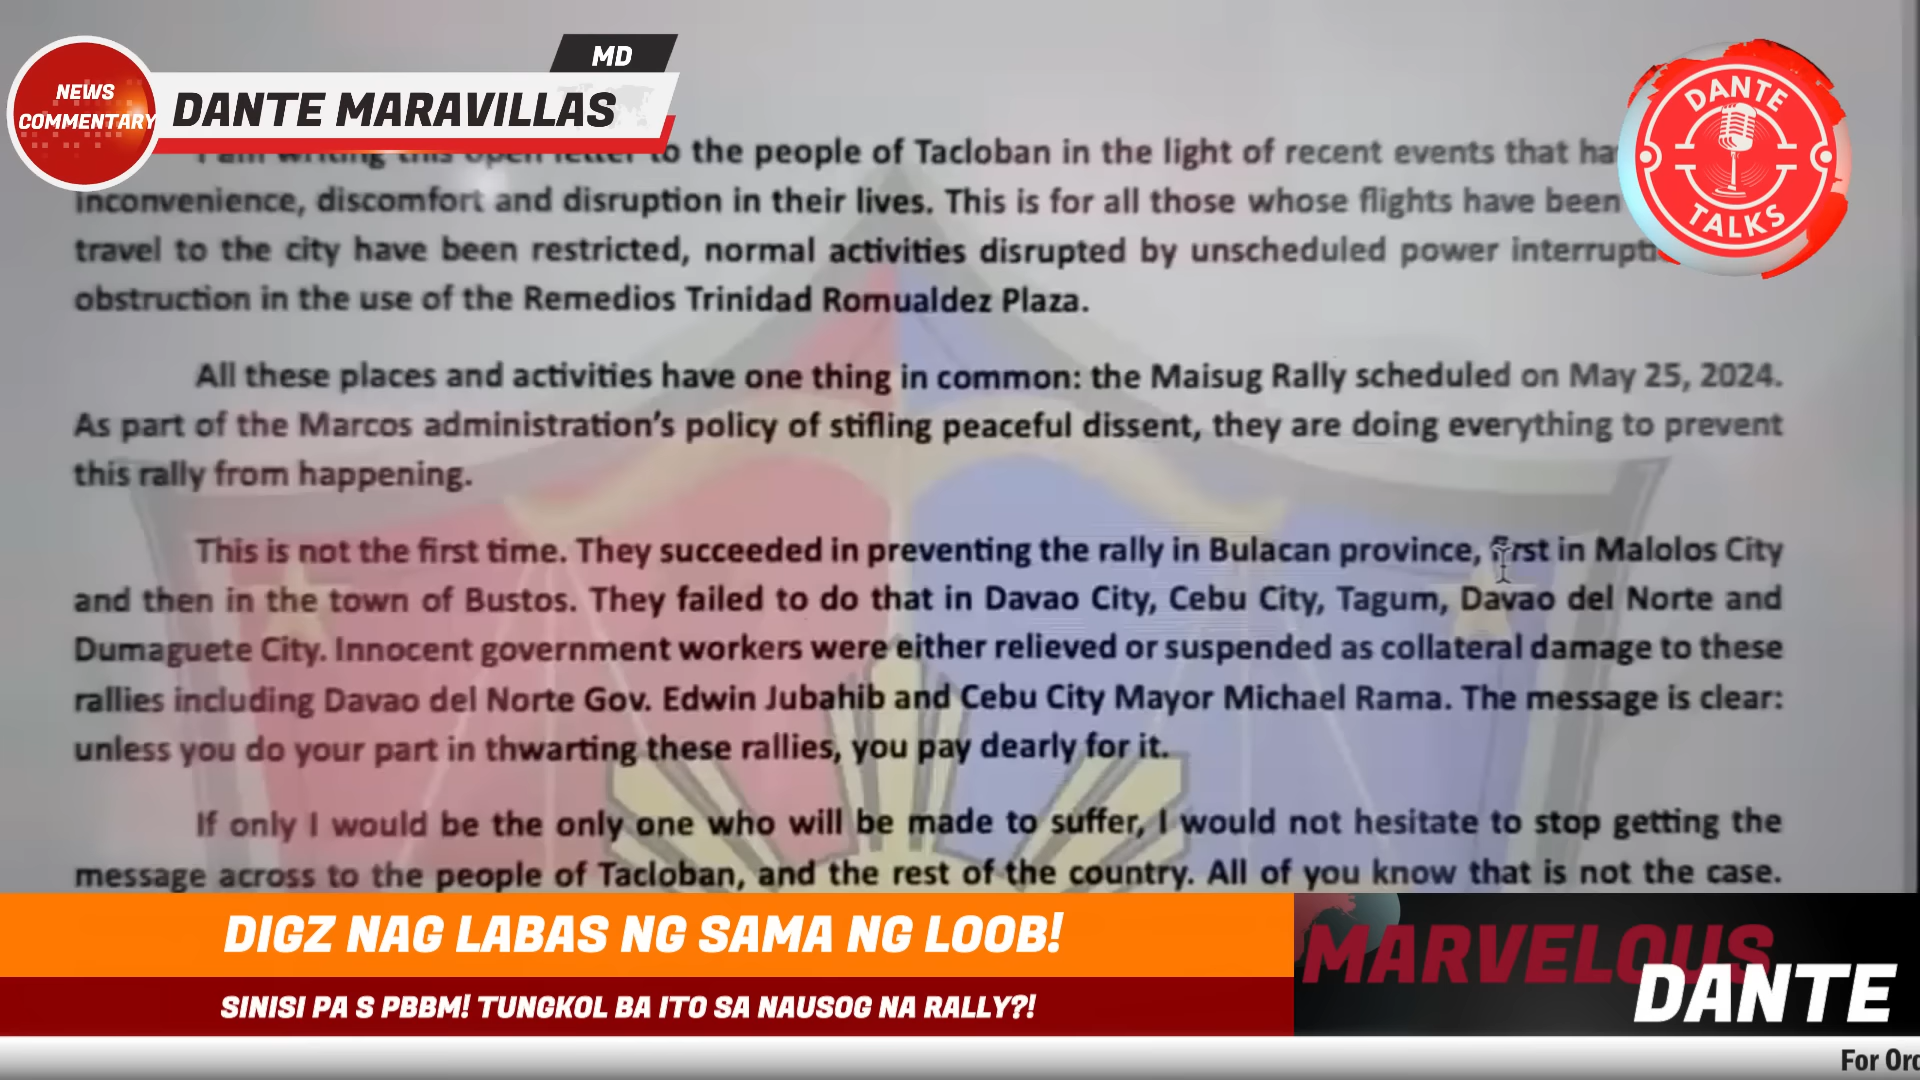 MD
NEWS
COMMENTARY
DANTE MARAVILLAS
DANTE
TALKS
I am writing this open letter to the people of Tacloban in the light of recent events that
inconvenience, discomfort and disruption in their lives. This is for all those whose flights have been
travel to the city have been restricted, normal activities disrupted by unscheduled power
obstruction in the use of the Remedios Trinidad Romualdez Plaza.
All these places and activities have one thing in common: the Maisug Rally scheduled on May 25, 2024.
As part of the Marcos administration's policy of stifling peaceful dissent, they are doing everything to prevent
this rally from happening.
This is not the first time. They succeeded in preventing the rally in Bulacan province, first in Malolos City
and then in the town of Bustos. They failed to do that in Davao City, Cebu City, Tagum, Davao del Norte and
Dumaguete City. Innocent government workers were either relieved or suspended as collateral damage to these
rallies including Davao del Norte Gov. Edwin Jubahib and Cebu City Mayor Michael Rama. The message is clear:
unless you do your part in thwarting these rallies, you pay dearly for it.
If only I would be the only one who will be made to suffer, I would not hesitate to stop getting the
message across to the people of Tacloban, and the rest of the country. All of you know that is not the case.
DIGZ NAG LABAS NG SAMA NG LOOB!
SINISI PA S PBBM! TUNGKOL BA ITO SA NAUSOG NA RALLY?!
MARVELOUS
DANTE
For